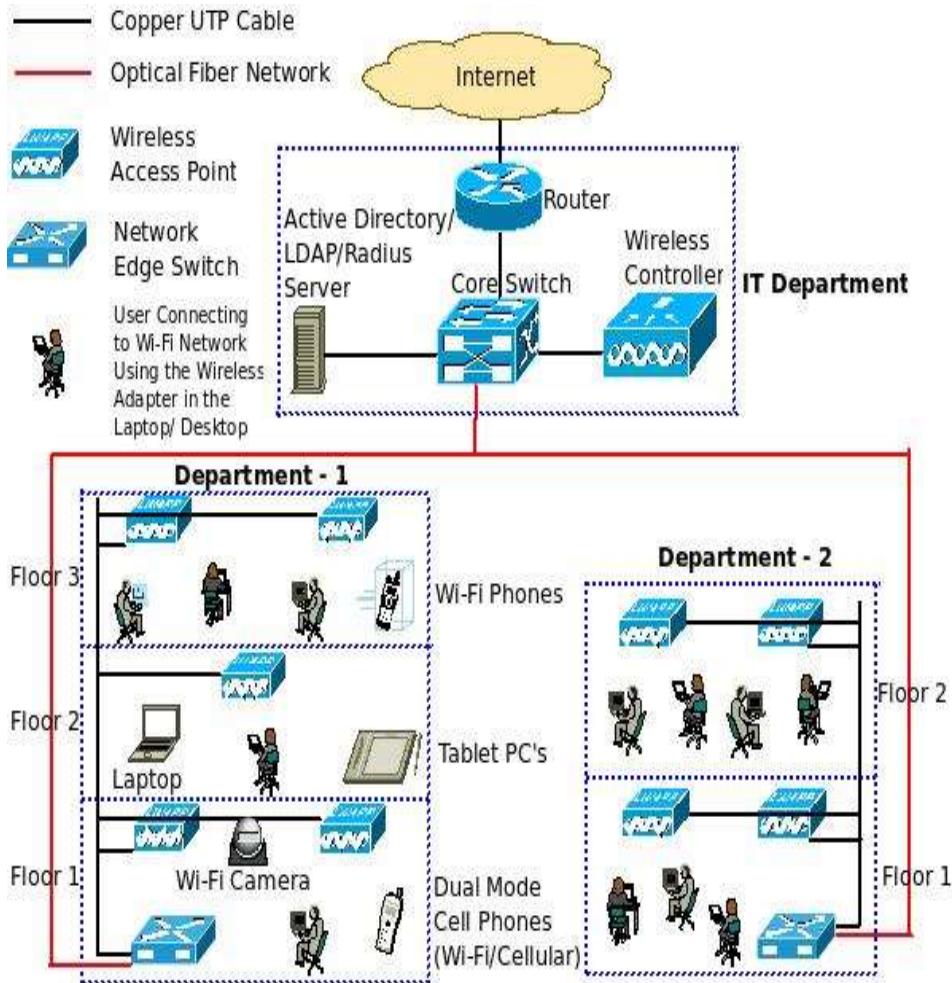 Copper UTP Cable
Optical Fiber Network
Wireless
Access Point
Network
Edge Switch
User Connecting
to Wi-Fi Network
Using the Wireless
Adapter in the
Laptop/ Desktop
Internet
Router
Active Directory/
LDAP/Radius
Server
Core Switch
Wireless
Controller
IT Department
Department - 1
Floor 3
Wi-Fi Phones
Floor 2
Laptop
Tablet PC's
Floor 1
Wi-Fi Camera
Dual Mode
Cell Phones
(Wi-Fi/Cellular)
Department - 2
Floor 2
Floor 1